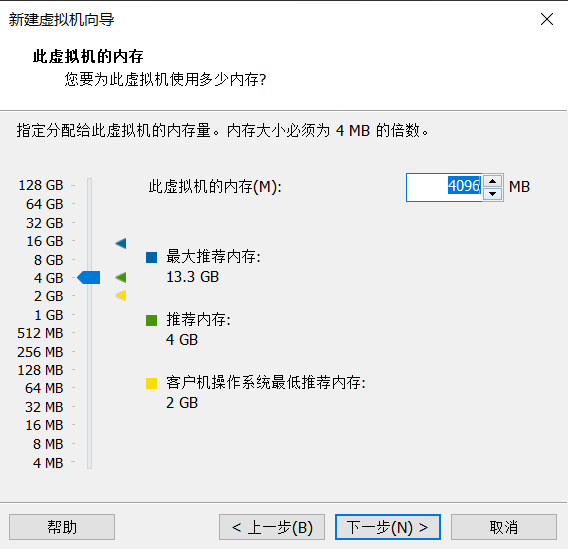 新建虚拟机向导
此虚拟机的内存
您要为此虚拟机使用多少内存?
指定分配给此虚拟机的内存量。内存大小必须为 4 MB 的倍数。
128 GB
64 GB
32 GB
16 GB
8 GB
4 GB
2 GB
1 GB
512 MB
256 MB
128 MB
64 MB
32 MB
16 MB
8 MB
4 MB
此虚拟机的内存(M): 4096 MB
最大推荐内存:
13.3 GB
推荐内存:
4 GB
客户机操作系统最低推荐内存:
2 GB
帮助 < 上一步(B) 下一步(N) > 取消